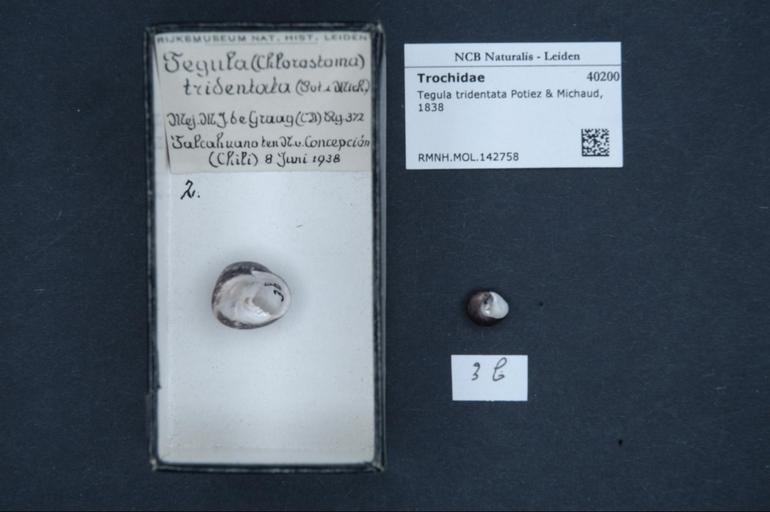 RIJKSMUSEUM NAT. HIST. LEIDEN
Tegula (Chlorostoma)
tridentata (Pot. & Mich.)
Mej. M.J. de Graag (CD) Rg. 372
Talcahuano ten N. v. Concepción
(Chili) 8 Juni 1938
2.
NCB Naturalis - Leiden
Trochidae 40200
Tegula tridentata Potiez & Michaud,
1838
RMNH.MOL.142758
3 b